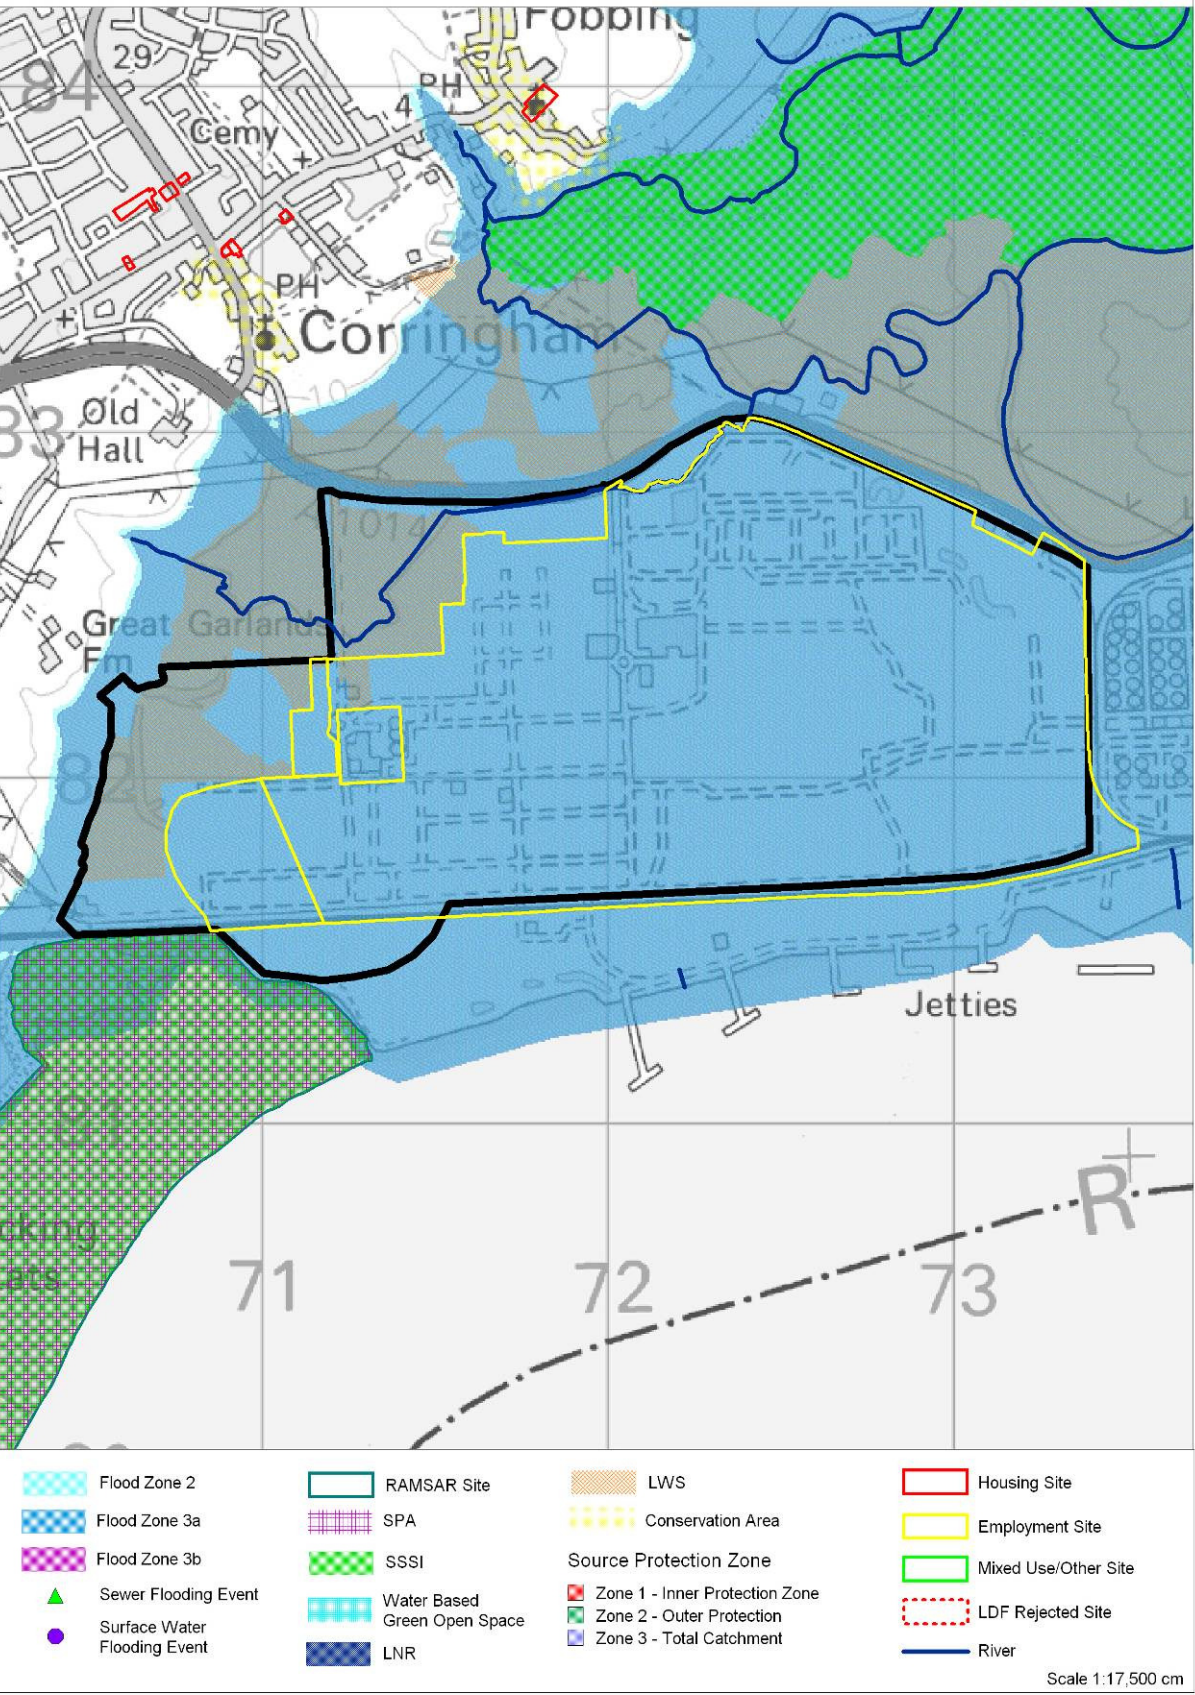 Fobbing
29
84
PH
4
Cemy
PH
Corringham
Old
Hall
83
1014
10
Great Garlands
Fm
82
Jetties
81
R
71
72
73
Flood Zone 2
Flood Zone 3a
Flood Zone 3b
Sewer Flooding Event
Surface Water
Flooding Event
RAMSAR Site
SPA
SSSI
Water Based
Green Open Space
LNR
LWS
Conservation Area
Source Protection Zone
Zone 1 - Inner Protection Zone
Zone 2 - Outer Protection
Zone 3 - Total Catchment
Housing Site
Employment Site
Mixed Use/Other Site
LDF Rejected Site
River
Scale 1:17,500 cm